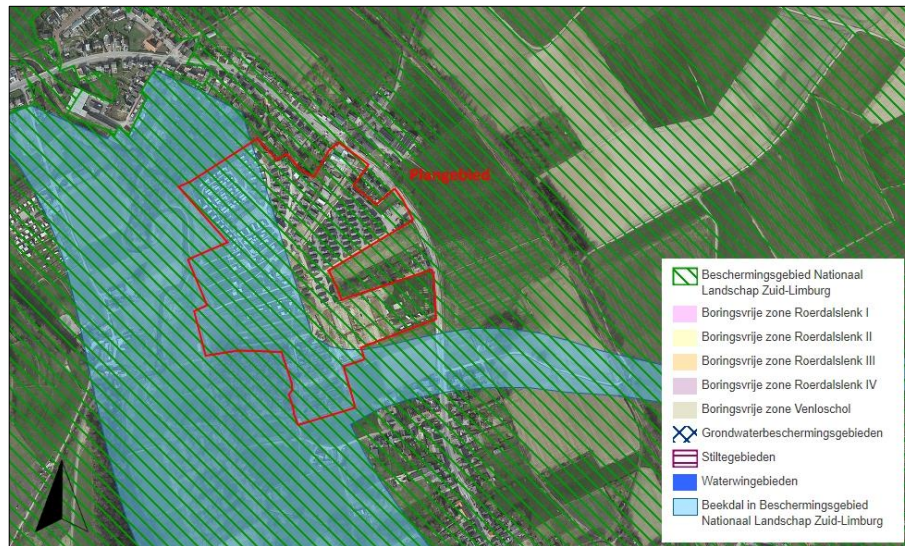 Plangebied
Beschermingsgebied Nationaal
Landschap Zuid-Limburg
Boringsvrije zone Roerdalslenk I
Boringsvrije zone Roerdalslenk II
Boringsvrije zone Roerdalslenk III
Boringsvrije zone Roerdalslenk IV
Boringsvrije zone Venloschol
Grondwaterbeschermingsgebieden
Stiltegebieden
Waterwingebieden
Beekdal in Beschermingsgebied
Nationaal Landschap Zuid-Limburg